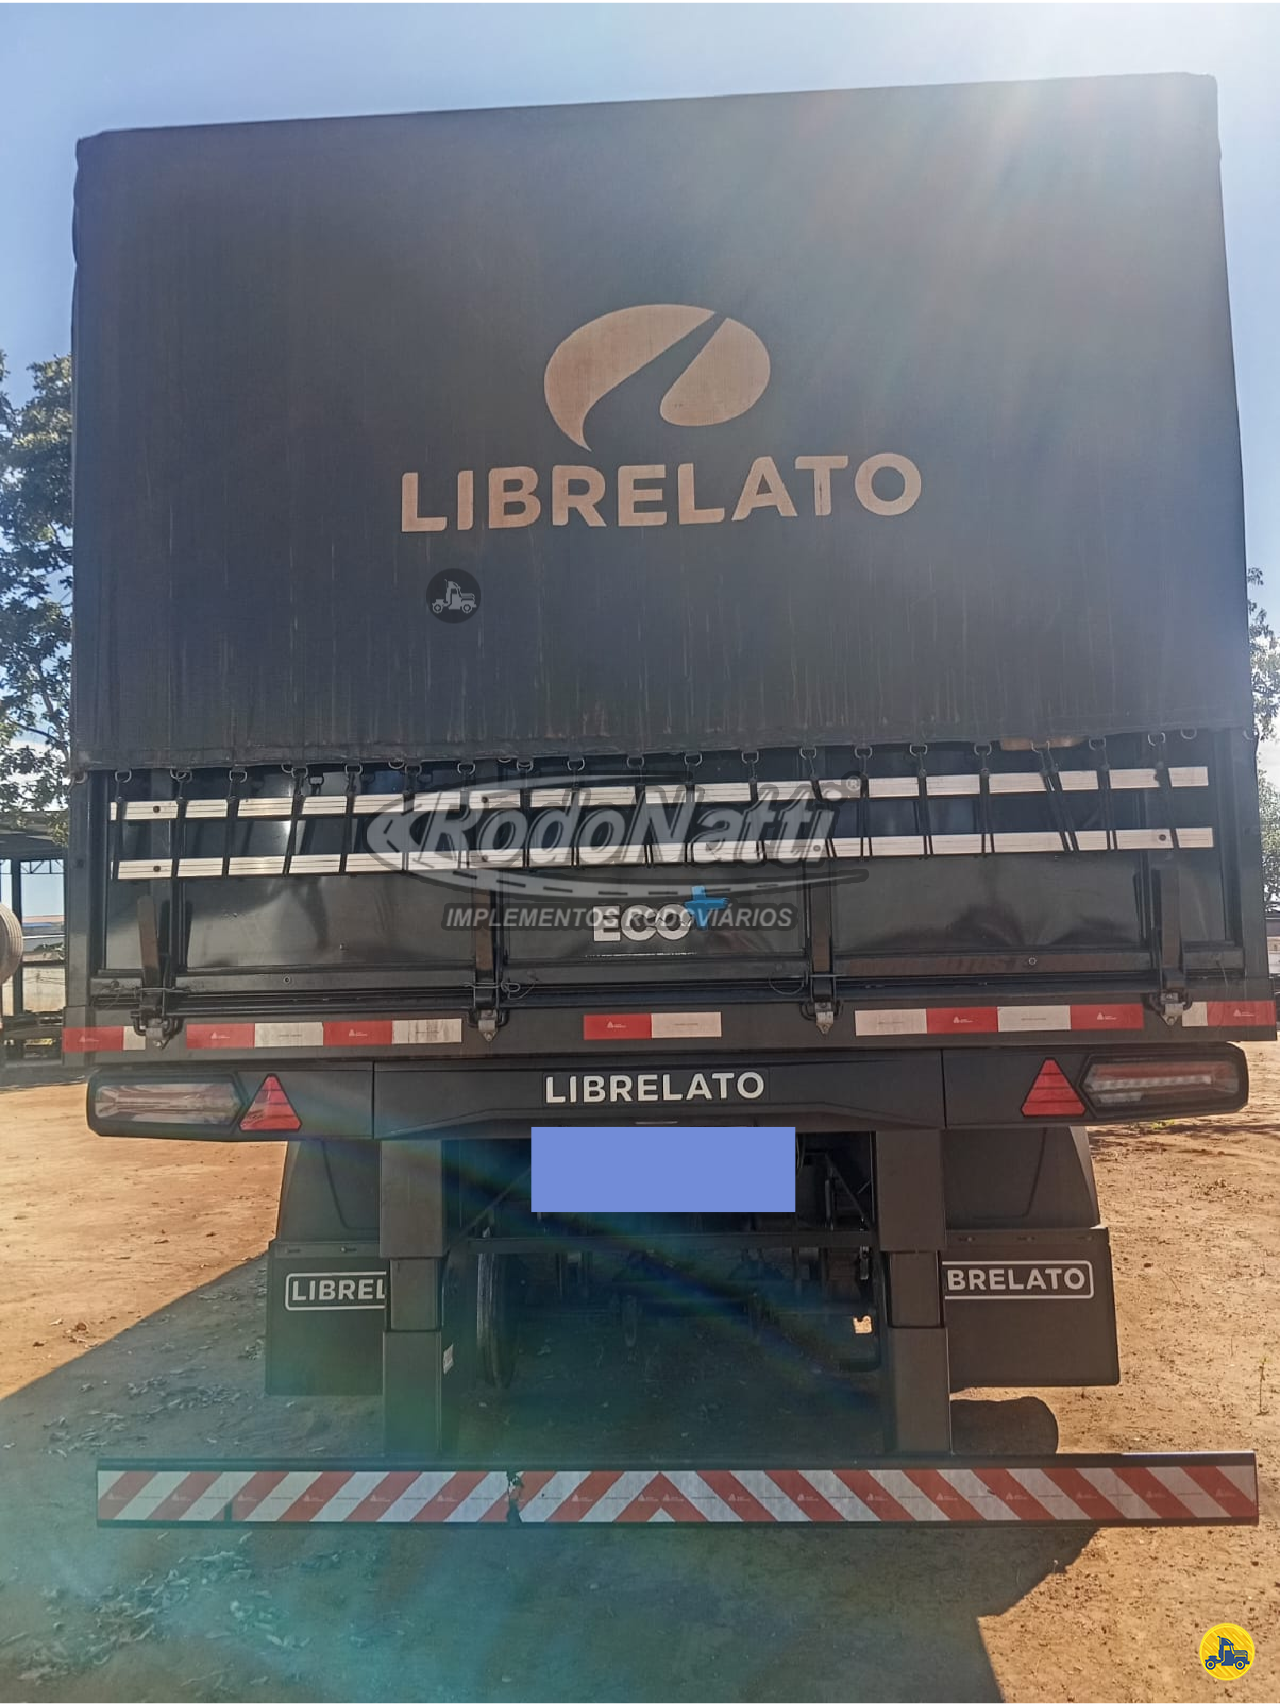 LIBRELATO
RodoNatti®
IMPLEMENTOS RODOVIÁRIOS
ECO+
LIBRELATO
LIBREL
BRELATO